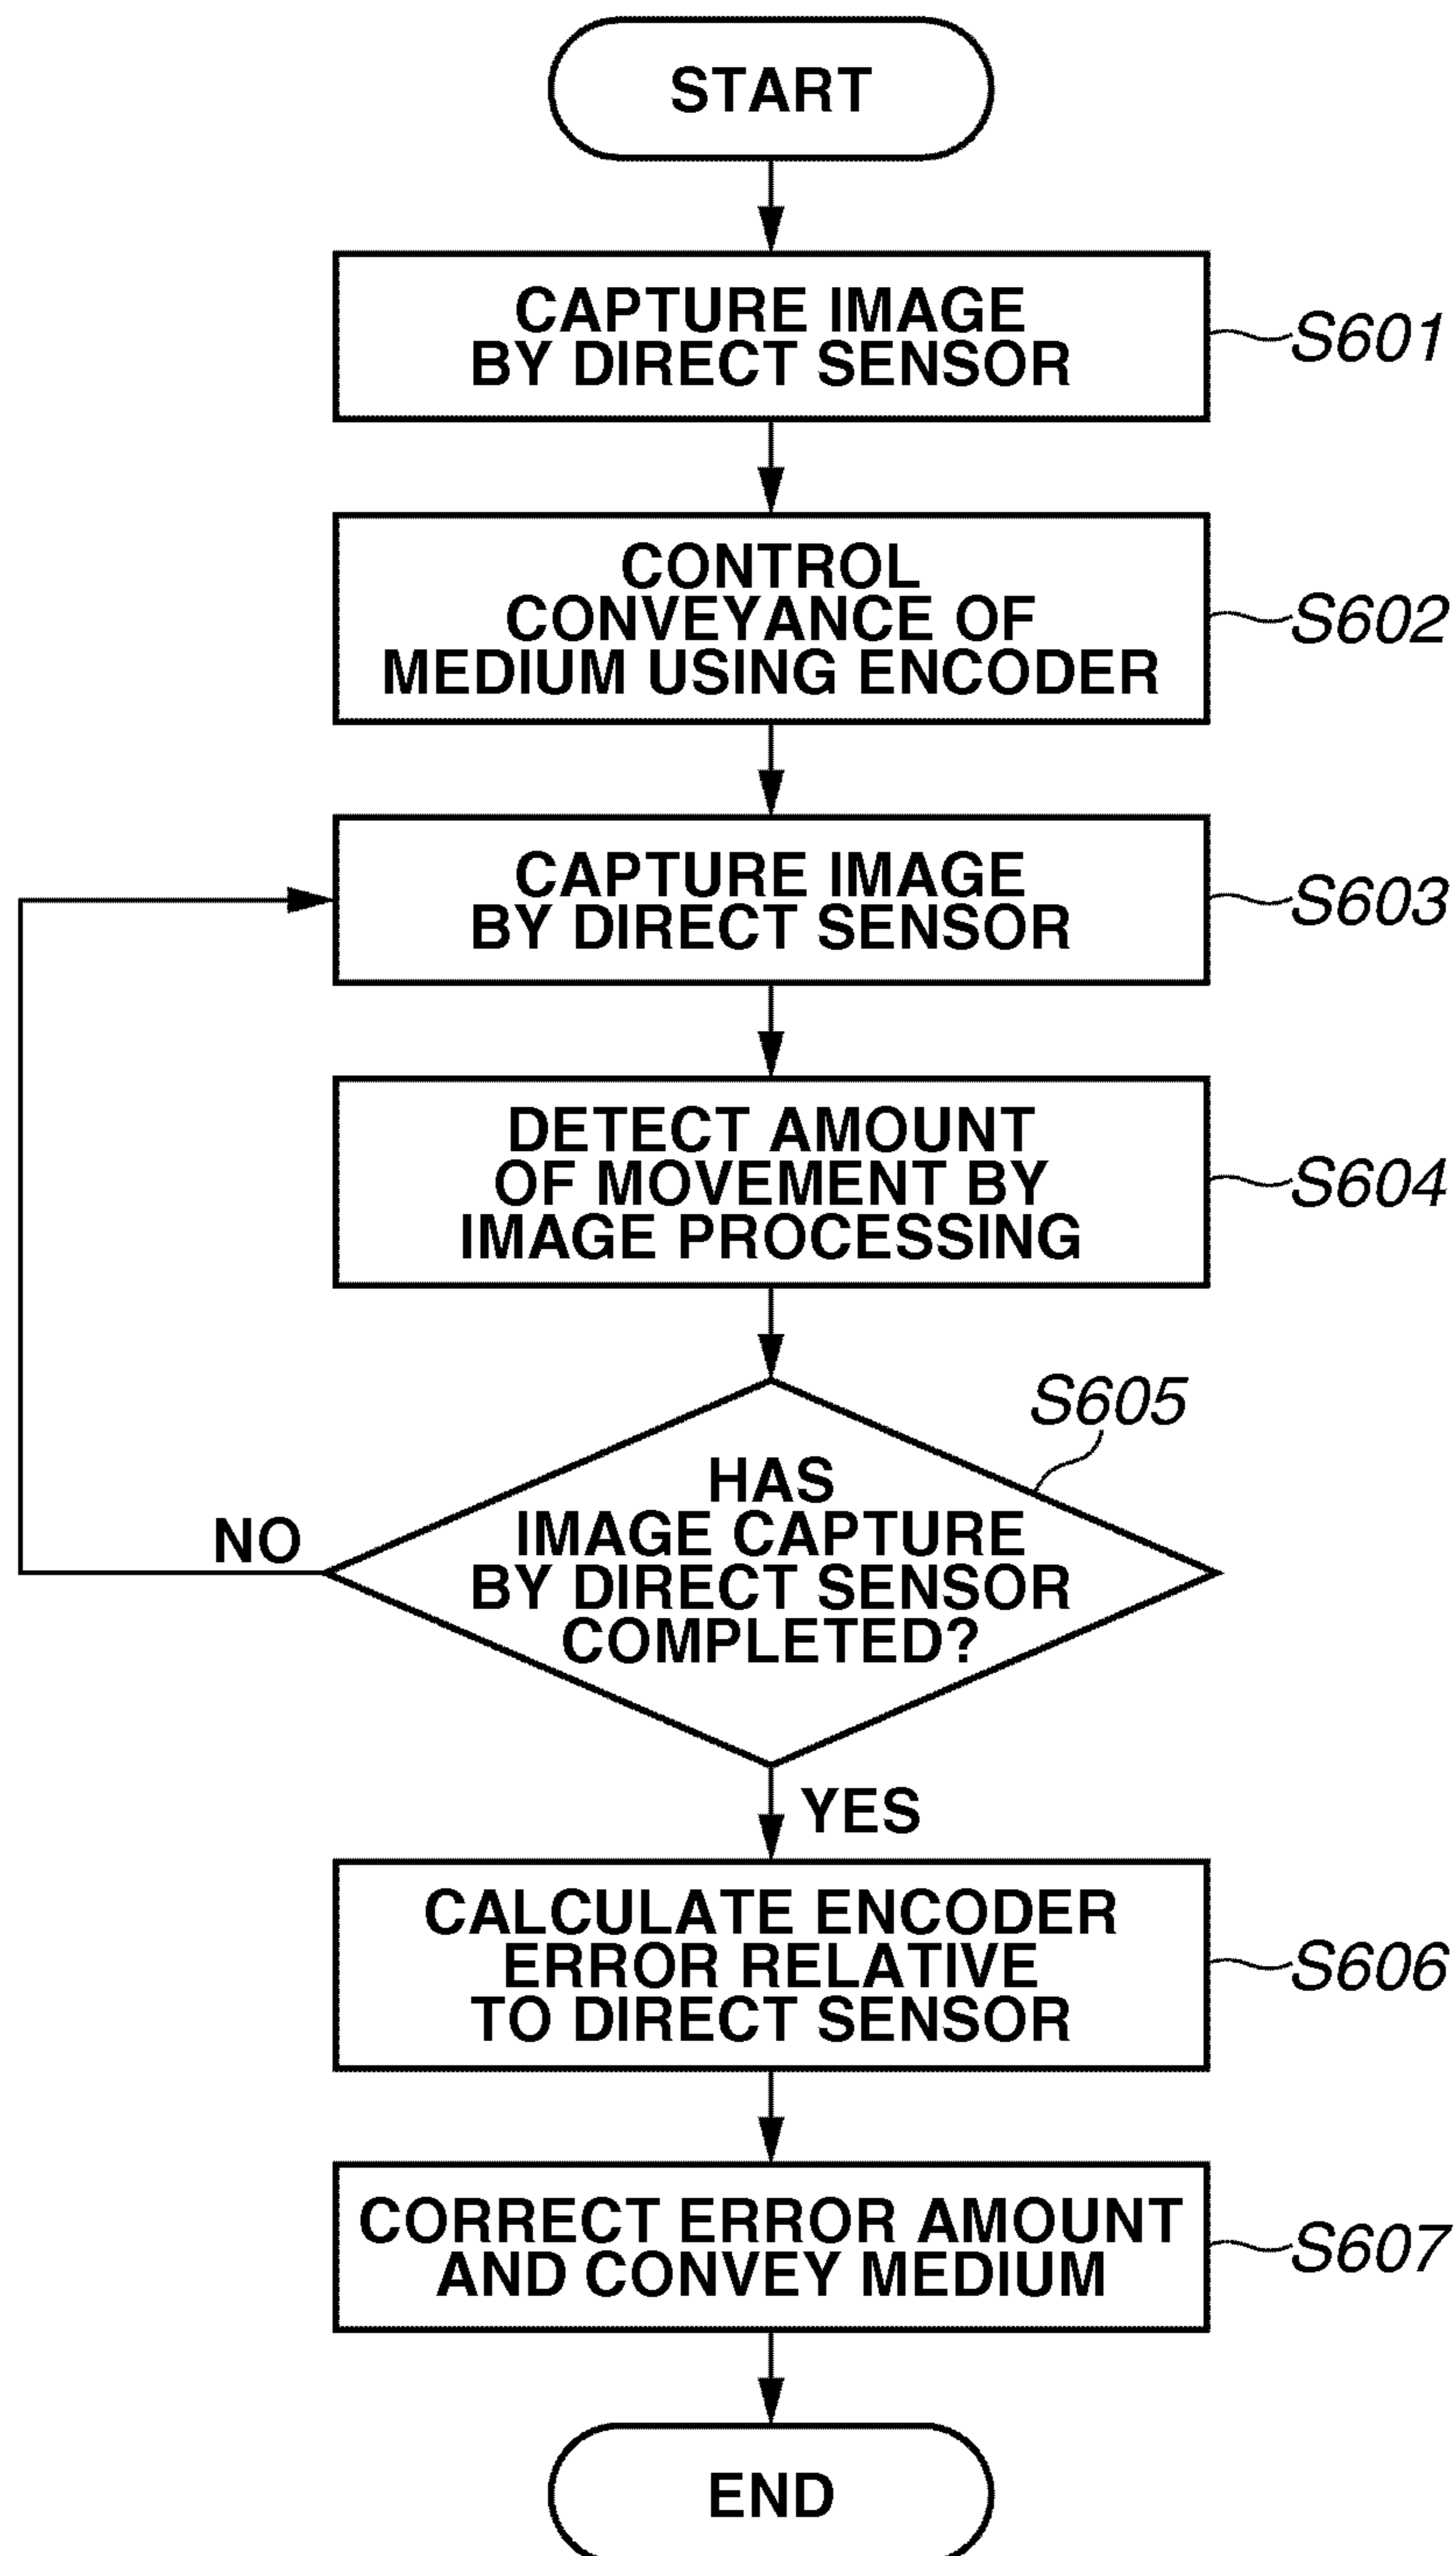 START
CAPTURE IMAGE
BY DIRECT SENSOR
S601
CONTROL
CONVEYANCE OF
MEDIUM USING ENCODER
S602
CAPTURE IMAGE
BY DIRECT SENSOR
S603
DETECT AMOUNT
OF MOVEMENT BY
IMAGE PROCESSING
S604
S605
HAS
IMAGE CAPTURE
BY DIRECT SENSOR
COMPLETED?
NO
YES
CALCULATE ENCODER
ERROR RELATIVE
TO DIRECT SENSOR
S606
CORRECT ERROR AMOUNT
AND CONVEY MEDIUM
S607
END